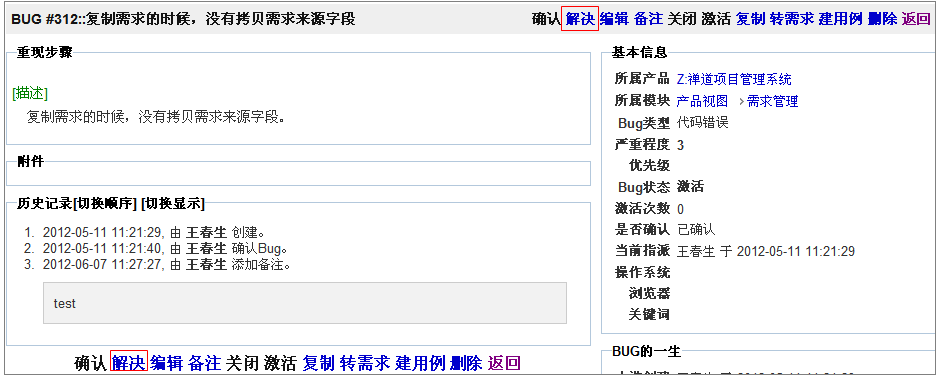 BUG #312::复制需求的时候，没有拷贝需求来源字段
确认 解决 编辑 备注 关闭 激活 复制 转需求 建用例 删除 返回
重现步骤
[描述]
复制需求的时候，没有拷贝需求来源字段。
附件
历史记录[切换顺序] [切换显示]
1. 2012-05-11 11:21:29, 由 王春生 创建。
2. 2012-05-11 11:21:40, 由 王春生 确认Bug。
3. 2012-06-07 11:27:27, 由 王春生 添加备注。
test
确认 解决 编辑 备注 关闭 激活 复制 转需求 建用例 删除 返回
基本信息
所属产品 Z:禅道项目管理系统
所属模块 产品视图 > 需求管理
Bug类型 代码错误
严重程度 3
优先级
Bug状态 激活
激活次数 0
是否确认 已确认
当前指派 王春生 于 2012-05-11 11:21:29
操作系统
浏览器
关键词
BUG的一生